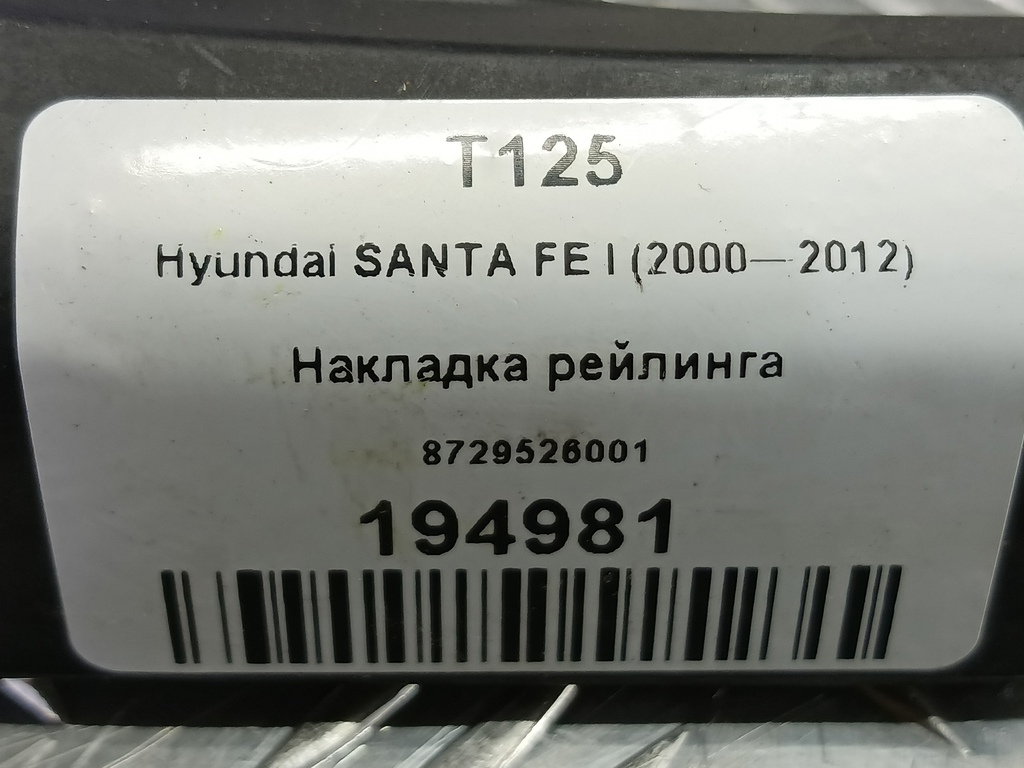 T125
Hyundai SANTA FE I (2000—2012)
Накладка рейлинга
8729526001
194981